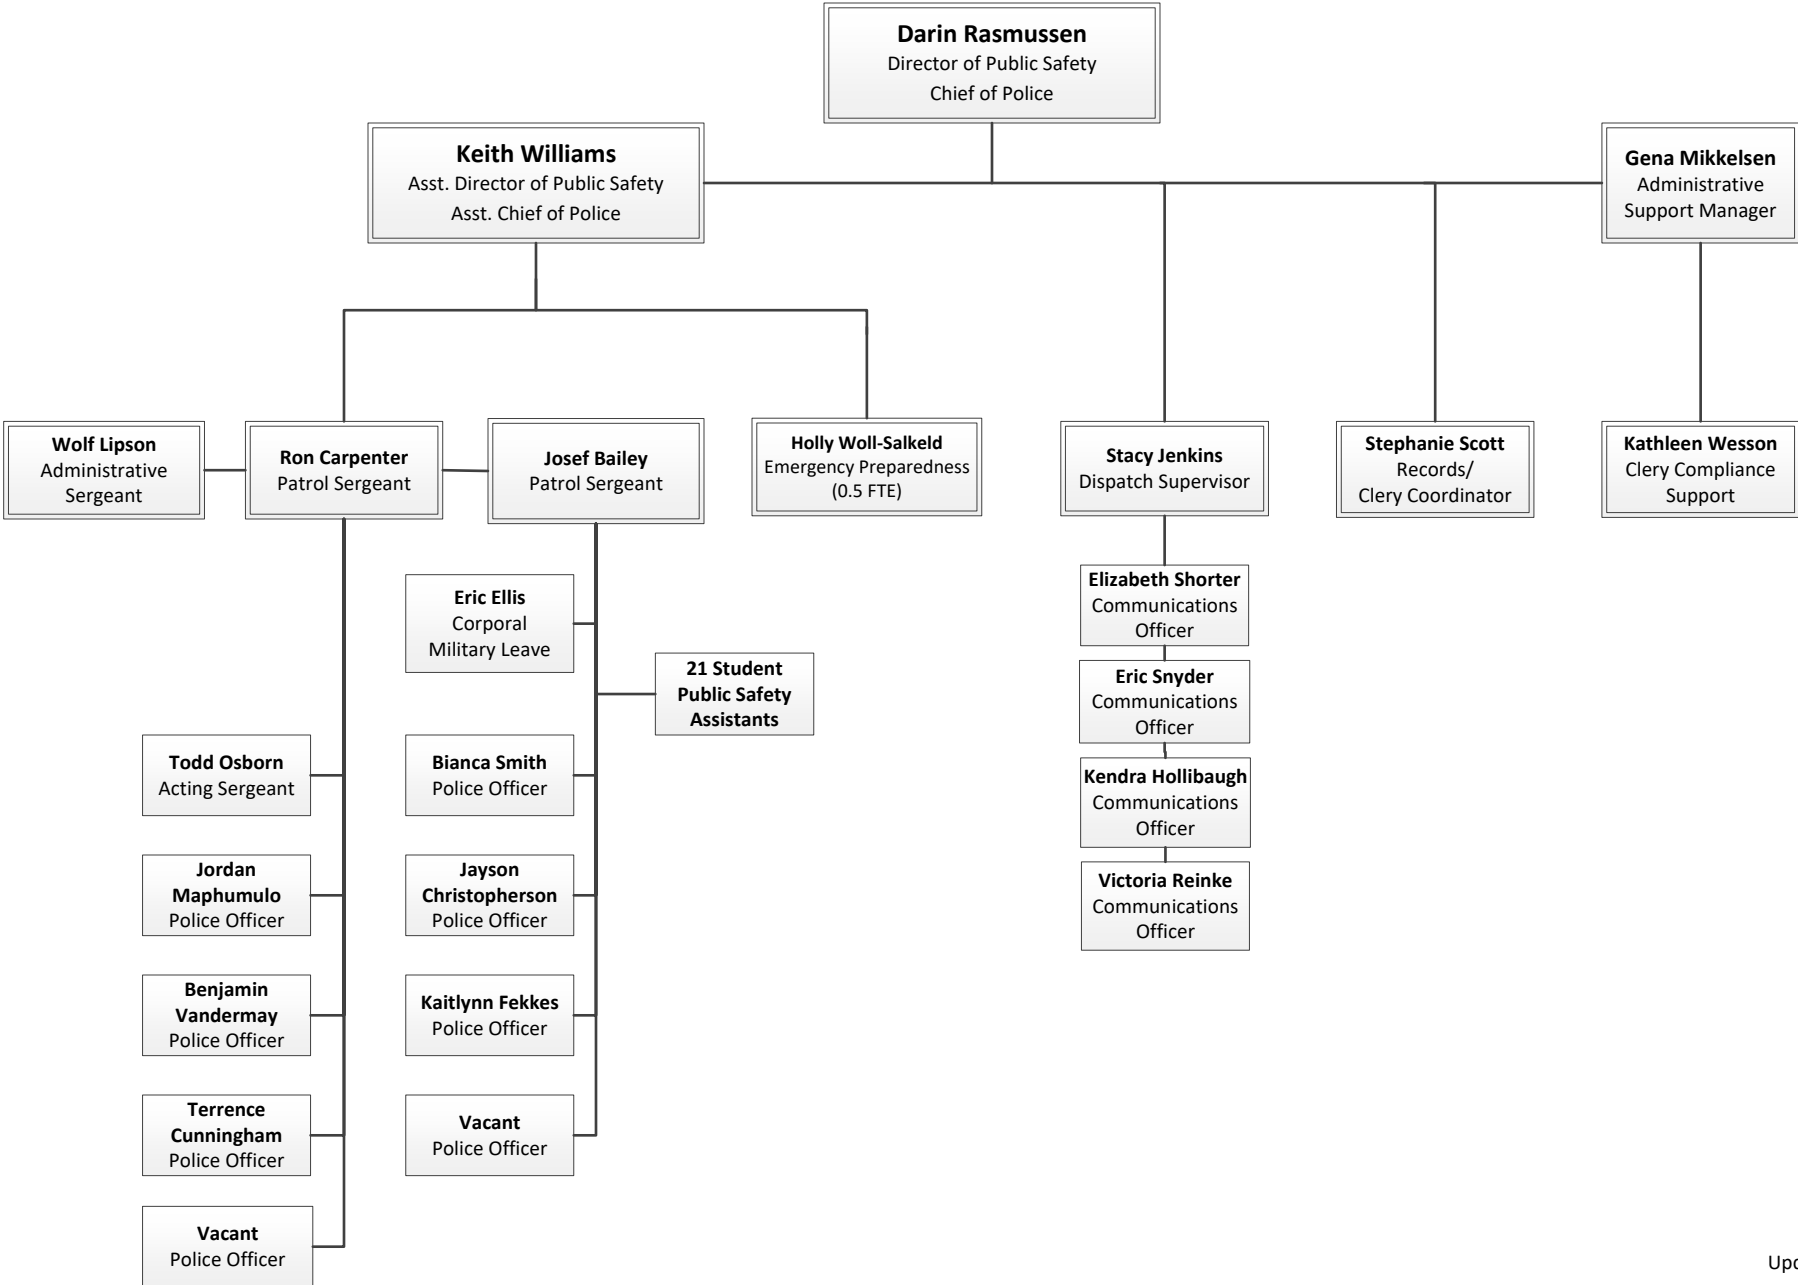 Darin Rasmussen
Director of Public Safety
Chief of Police
Keith Williams
Asst. Director of Public Safety
Asst. Chief of Police
Gena Mikkelsen
Administrative
Support Manager
Wolf Lipson
Administrative
Sergeant
Ron Carpenter
Patrol Sergeant
Josef Bailey
Patrol Sergeant
Holly Woll-Salkeld
Emergency Preparedness
(0.5 FTE)
Stacy Jenkins
Dispatch Supervisor
Stephanie Scott
Records/
Clery Coordinator
Kathleen Wesson
Clery Compliance
Support
Eric Ellis
Corporal
Military Leave
21 Student
Public Safety
Assistants
Elizabeth Shorter
Communications
Officer
Eric Snyder
Communications
Officer
Kendra Hollibaugh
Communications
Officer
Victoria Reinke
Communications
Officer
Todd Osborn
Acting Sergeant
Bianca Smith
Police Officer
Jordan
Maphumulo
Police Officer
Jayson
Christopherson
Police Officer
Benjamin
Vandermay
Police Officer
Kaitlynn Fekkes
Police Officer
Terrence
Cunningham
Police Officer
Vacant
Police Officer
Vacant
Police Officer